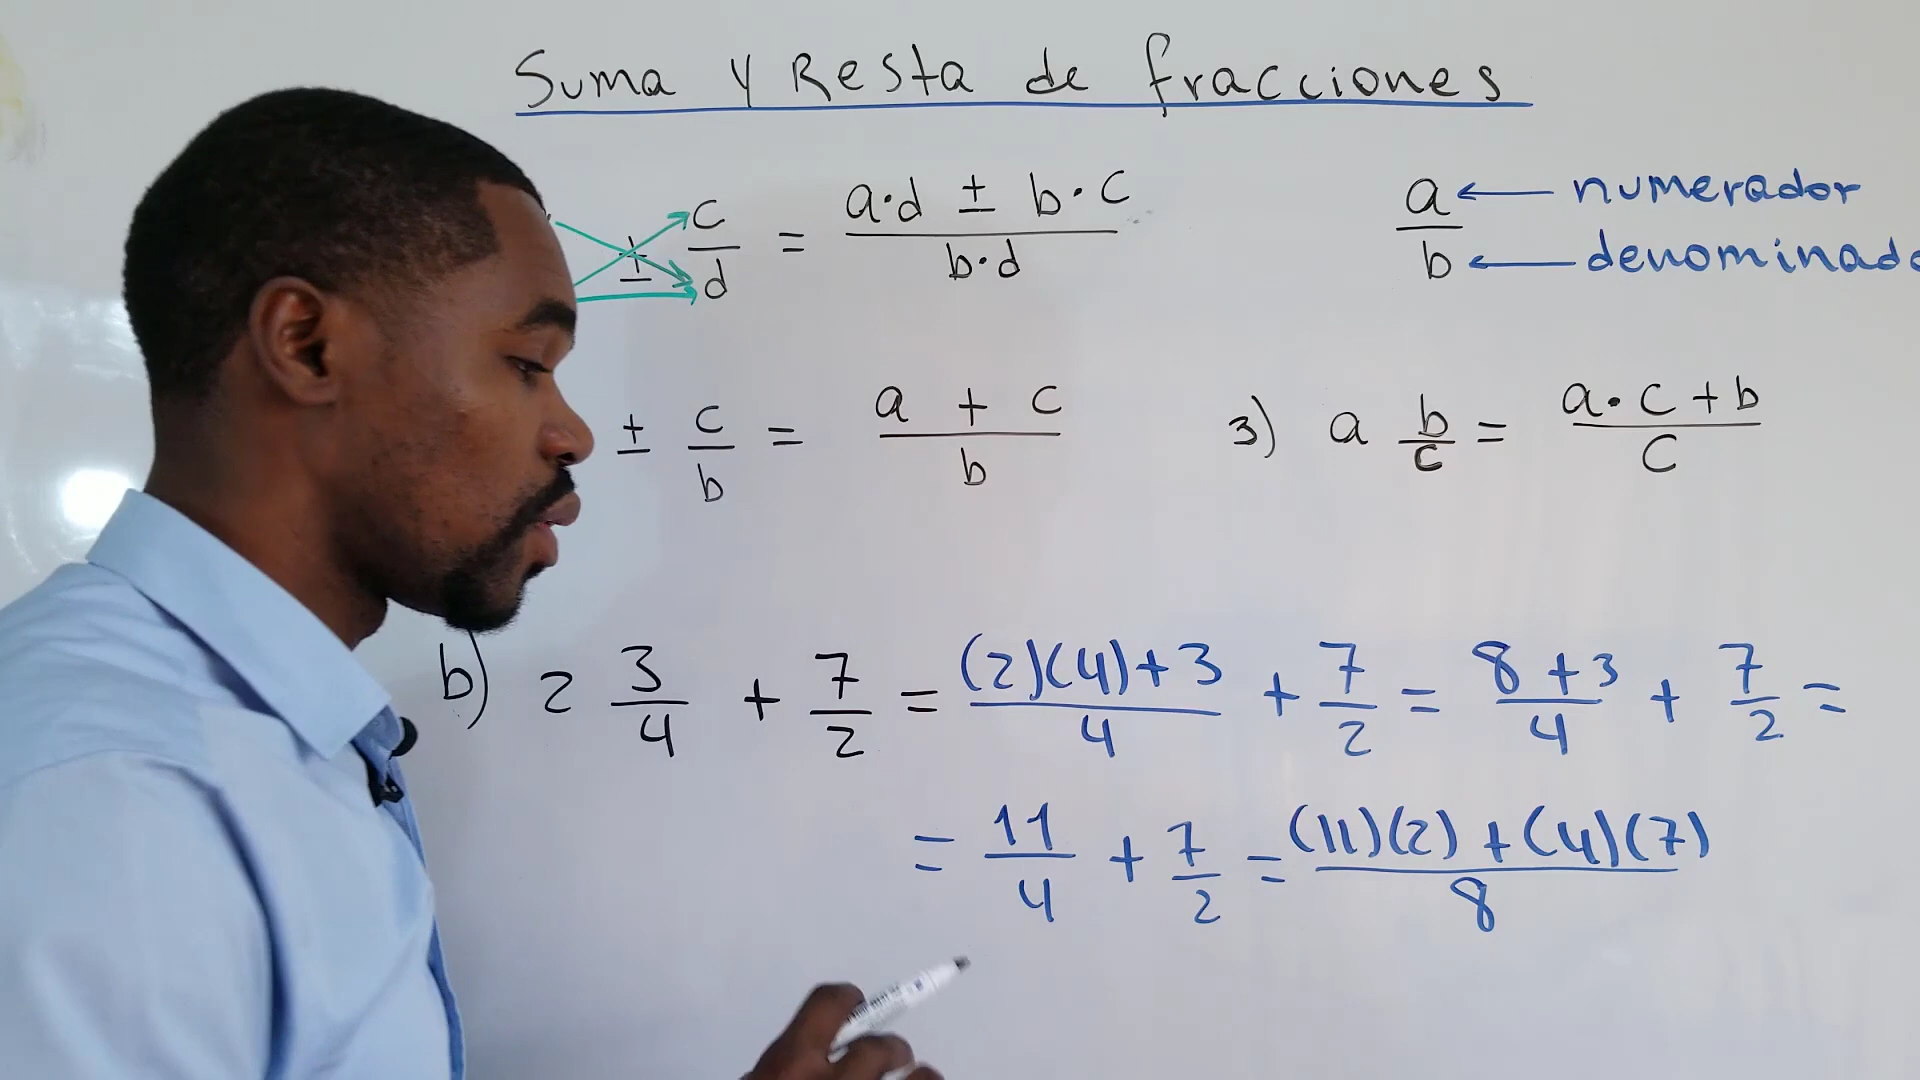 Suma y Resta de fracciones
± c/d = a·d ± b·c / b·d
a ← numerador
b ← denominado
± c/b = a + c / b
3) a b/c = a·c+b / c
b) 2 3/4 + 7/2 = (2)(4)+3 / 4 + 7/2 = 8+3 / 4 + 7/2 =
= 11/4 + 7/2 = (11)(2)+(4)(7) / 8